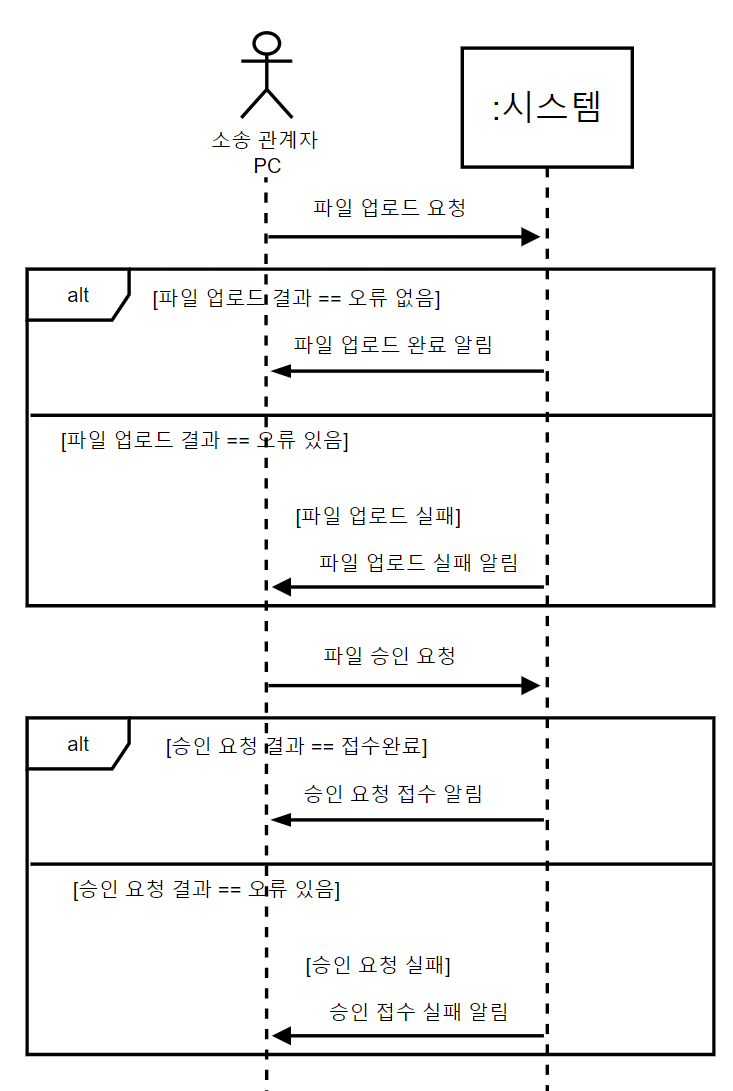 :시스템
소송 관계자
PC
파일 업로드 요청
alt
[파일 업로드 결과 == 오류 없음]
파일 업로드 완료 알림
[파일 업로드 결과 == 오류 있음]
[파일 업로드 실패]
파일 업로드 실패 알림
파일 승인 요청
alt
[승인 요청 결과 == 접수완료]
승인 요청 접수 알림
[승인 요청 결과 == 오류 있음]
[승인 요청 실패]
승인 접수 실패 알림